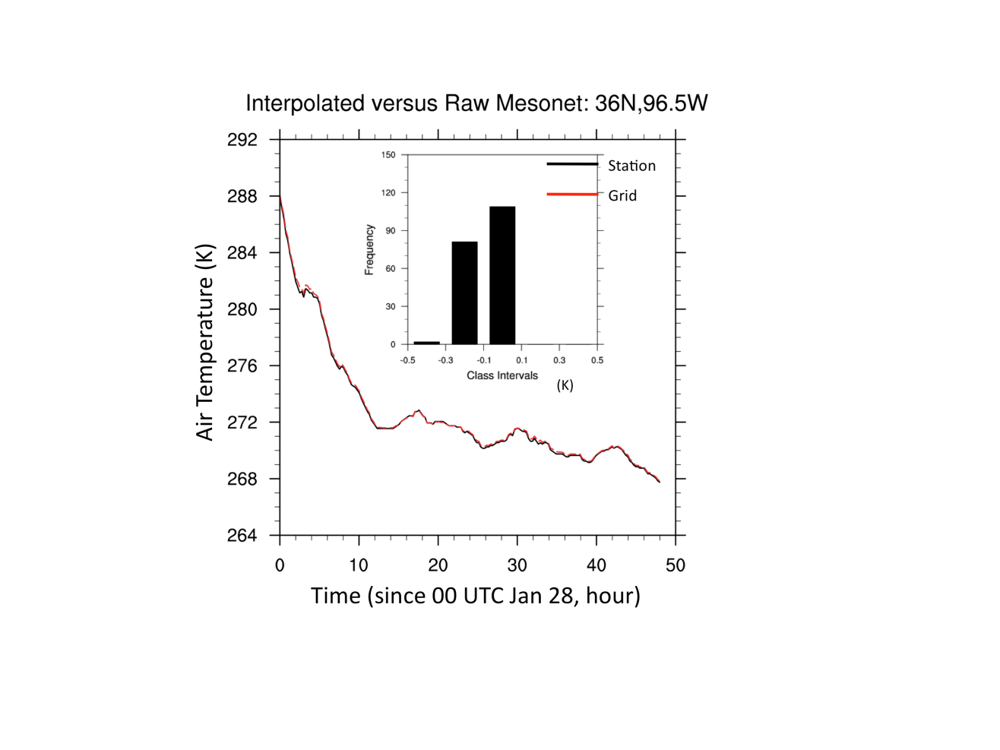 Interpolated versus Raw Mesonet: 36N,96.5W
292
288
284
280
276
272
268
264
Air Temperature (K)
0 10 20 30 40 50
Time (since 00 UTC Jan 28, hour)
150
120
90
60
30
0
Frequency
-0.5 -0.3 -0.1 0.1 0.3 0.5
Class Intervals
(K)
Station
Grid